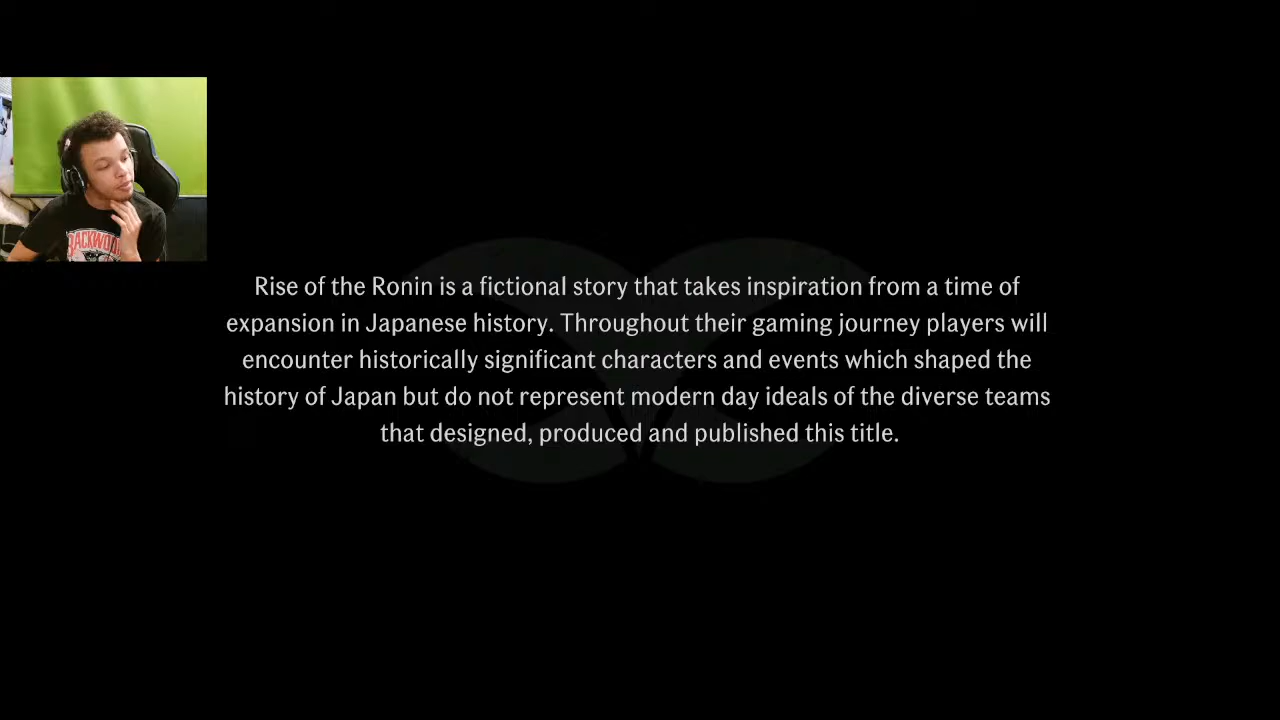 BACKWOO
Rise of the Ronin is a fictional story that takes inspiration from a time of
expansion in Japanese history. Throughout their gaming journey players will
encounter historically significant characters and events which shaped the
history of Japan but do not represent modern day ideals of the diverse teams
that designed, produced and published this title.